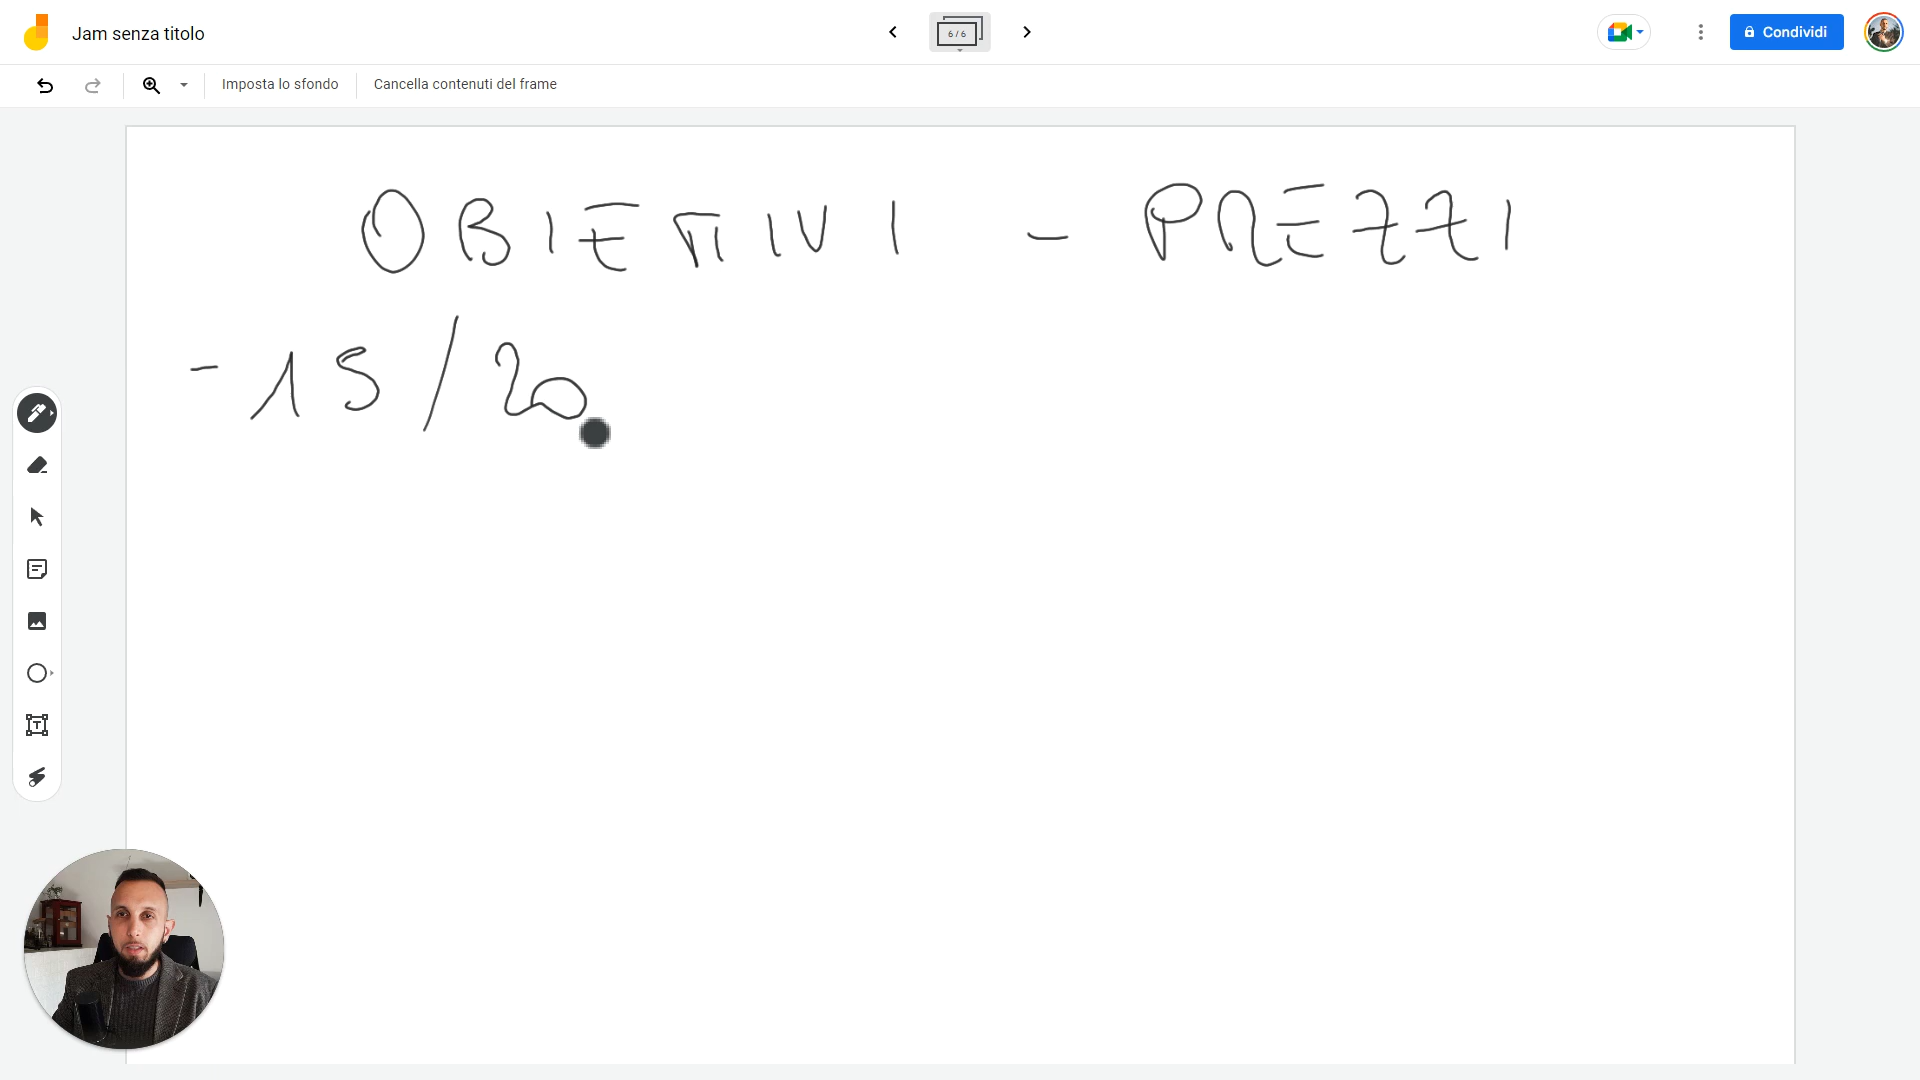 Jam senza titolo
6 / 6
Condividi
Imposta lo sfondo
Cancella contenuti del frame
OBIETTIVI - PREZZI
- 15/20